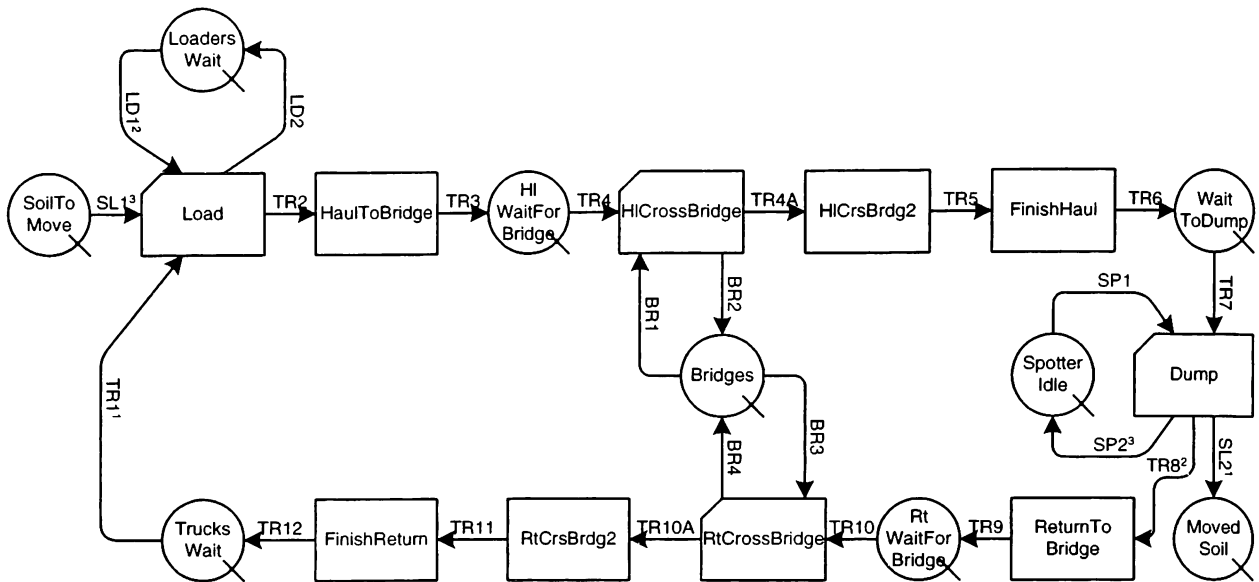 Loaders
Wait
LD1²
LD2
SoilTo
Move
SL1³
Load
TR2
HaulToBridge
TR3
Hl
WaitFor
Bridge
TR4
HlCrossBridge
TR4A
HlCrsBrdg2
TR5
FinishHaul
TR6
Wait
ToDump
BR1
BR2
SP1
TR7
TR1¹
Bridges
Spotter
Idle
Dump
BR4
BR3
SP2³
TR8²
SL2¹
Trucks
Wait
TR12
FinishReturn
TR11
RtCrsBrdg2
TR10A
RtCrossBridge
TR10
Rt
WaitFor
Bridge
TR9
ReturnTo
Bridge
Moved
Soil